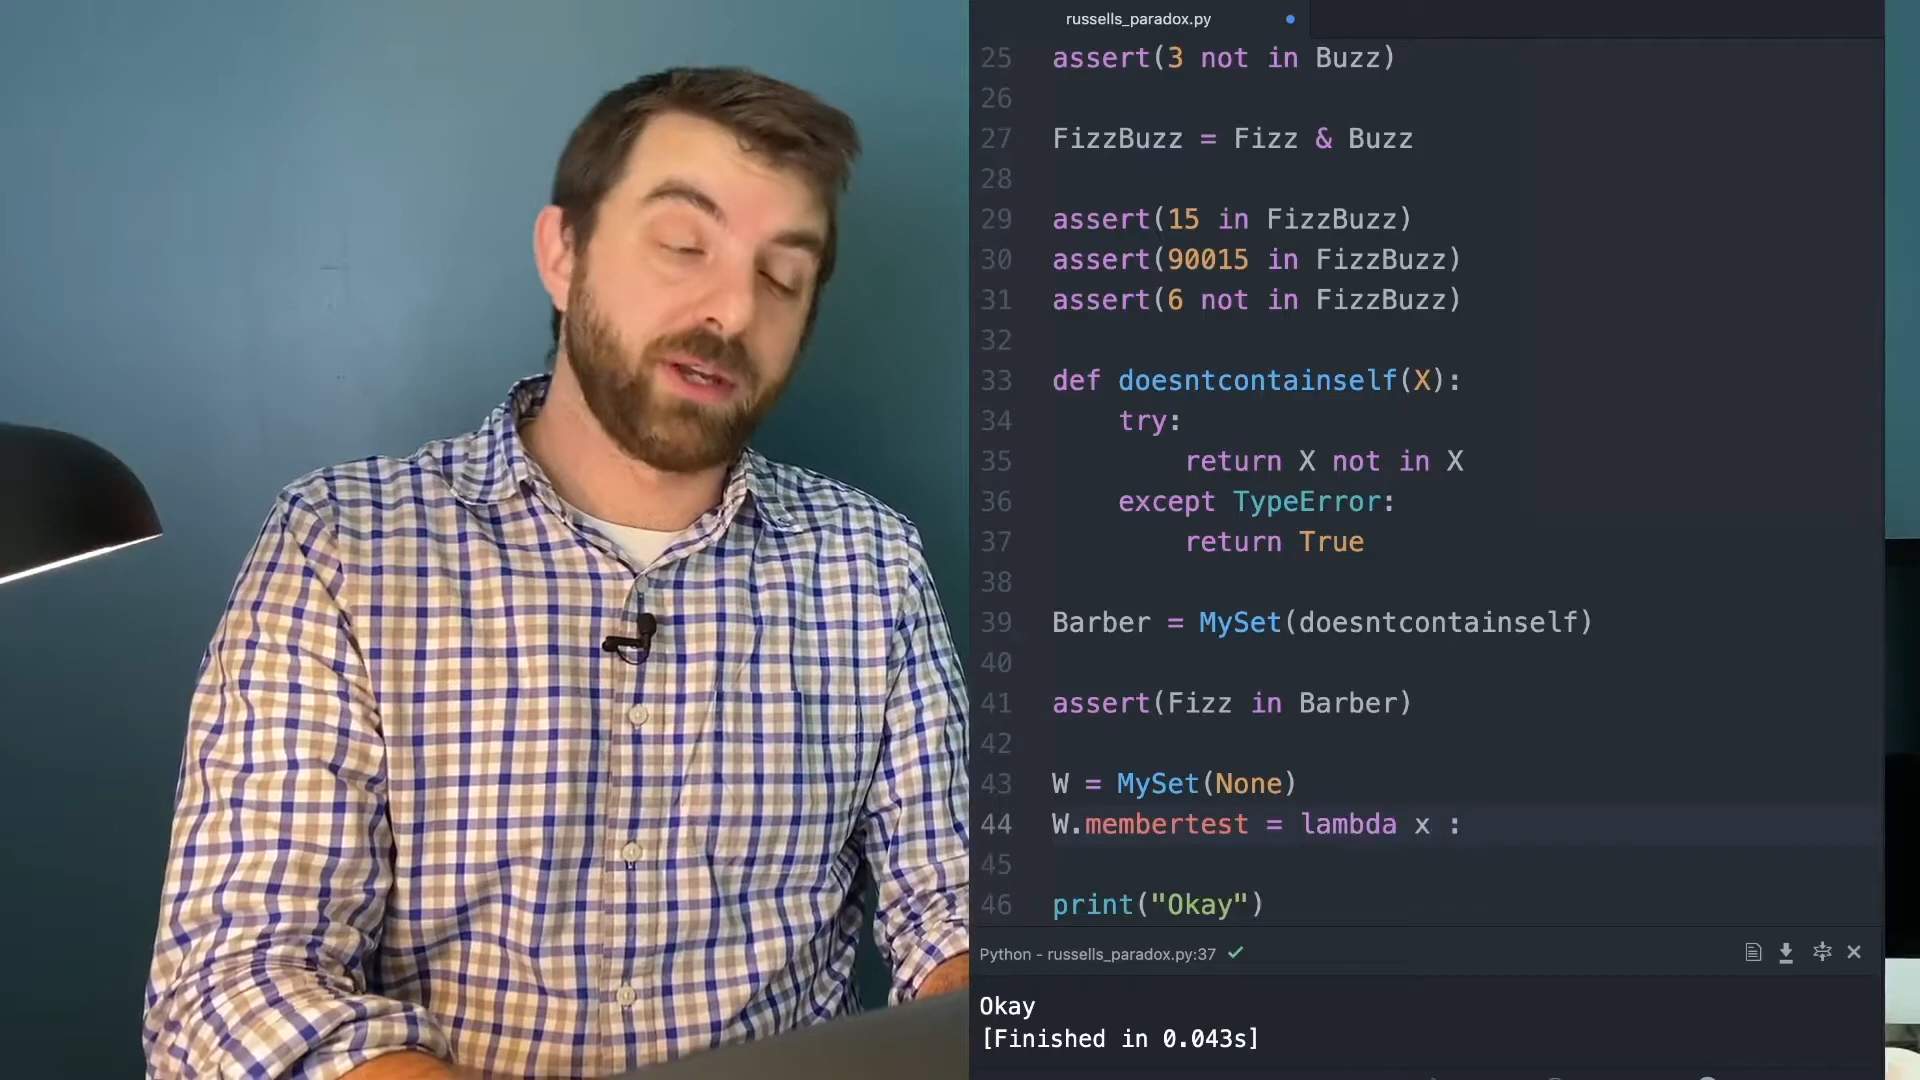 russells_paradox.py
25 assert(3 not in Buzz)
26
27 FizzBuzz = Fizz & Buzz
28
29 assert(15 in FizzBuzz)
30 assert(90015 in FizzBuzz)
31 assert(6 not in FizzBuzz)
32
33 def doesntcontainself(X):
34 try:
35 return X not in X
36 except TypeError:
37 return True
38
39 Barber = MySet(doesntcontainself)
40
41 assert(Fizz in Barber)
42
43 W = MySet(None)
44 W.membertest = lambda x :
45
46 print("Okay")
Python - russells_paradox.py:37
Okay
[Finished in 0.043s]